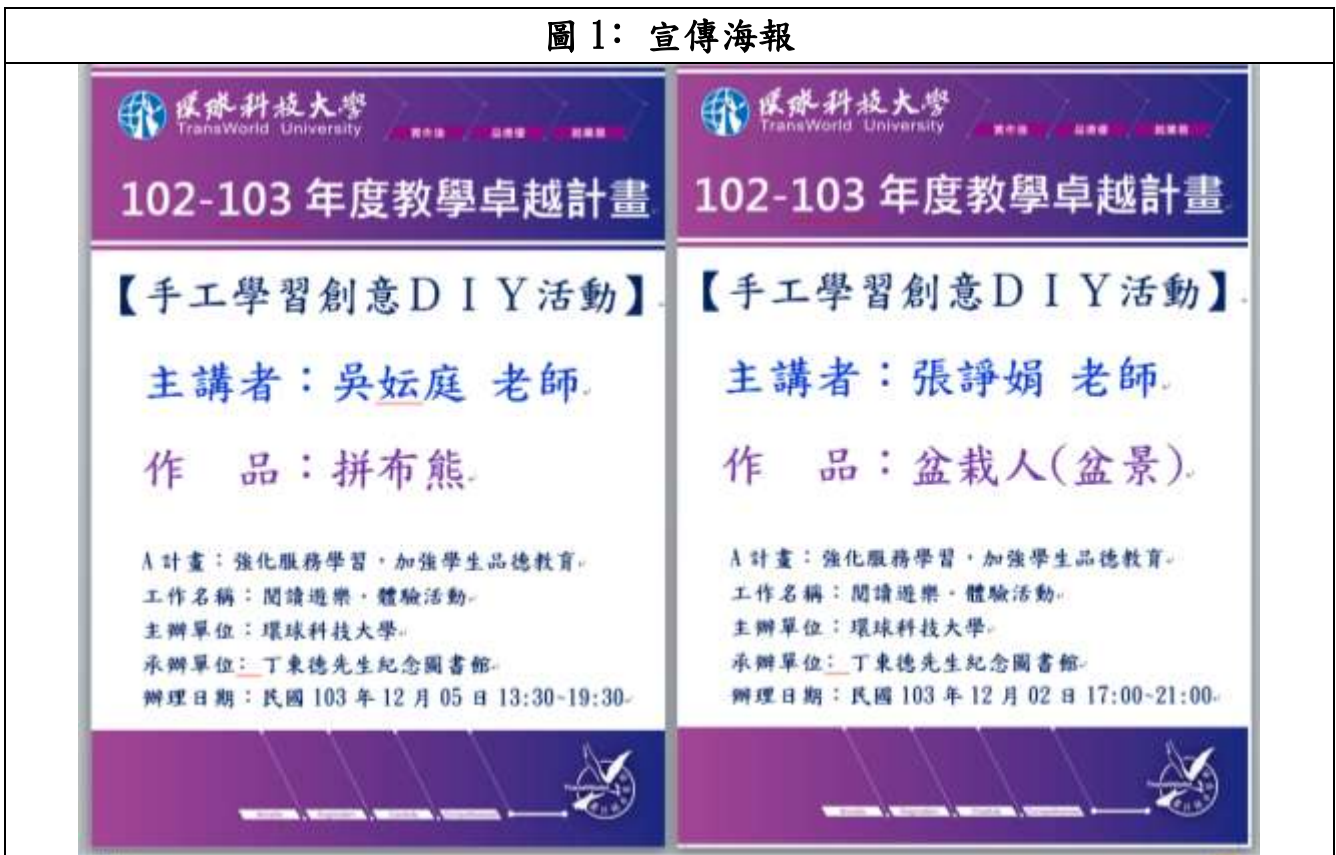 圖 1: 宣傳海報
環球科技大學
TransWorld University
102-103 年度教學卓越計畫
【手工學習創意ＤＩＹ活動】
主講者：吳妘庭 老師
作　品：拼布熊
A 計畫：強化服務學習，加強學生品德教育
工作名稱：閱讀遊樂，體驗活動
主辦單位：環球科技大學
承辦單位: 丁東德先生紀念圖書館
辦理日期：民國 103 年 12 月 05 日 13:30~19:30
環球科技大學
TransWorld University
102-103 年度教學卓越計畫
【手工學習創意ＤＩＹ活動】
主講者：張諍娟 老師
作　品：盆栽人(盆景)
A 計畫：強化服務學習，加強學生品德教育
工作名稱：閱讀遊樂，體驗活動
主辦單位：環球科技大學
承辦單位: 丁東德先生紀念圖書館
辦理日期：民國 103 年 12 月 02 日 17:00~21:00